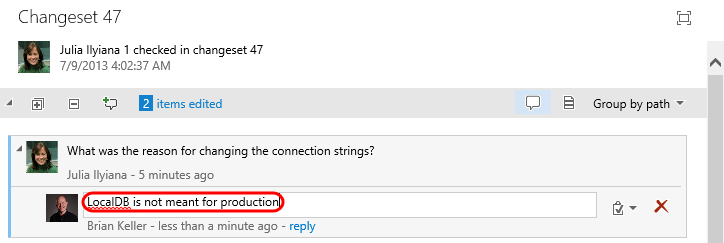 Changeset 47
Julia Ilyiana 1 checked in changeset 47
7/9/2013 4:02:37 AM
2 items edited
Group by path
What was the reason for changing the connection strings?
Julia Ilyiana - 5 minutes ago
LocalDB is not meant for production
Brian Keller - less than a minute ago - reply